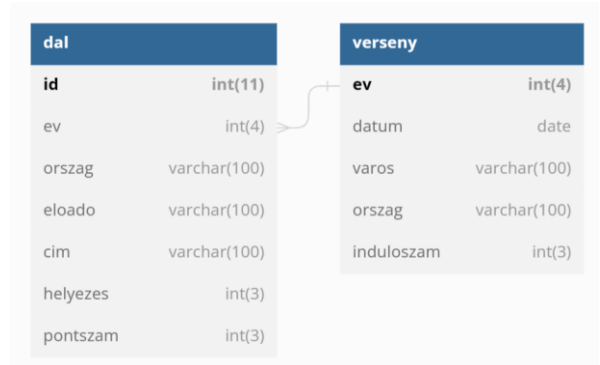 dal
id int(11)
ev int(4)
orszag varchar(100)
eloado varchar(100)
cim varchar(100)
helyezes int(3)
pontszam int(3)
verseny
ev int(4)
datum date
varos varchar(100)
orszag varchar(100)
induloszam int(3)